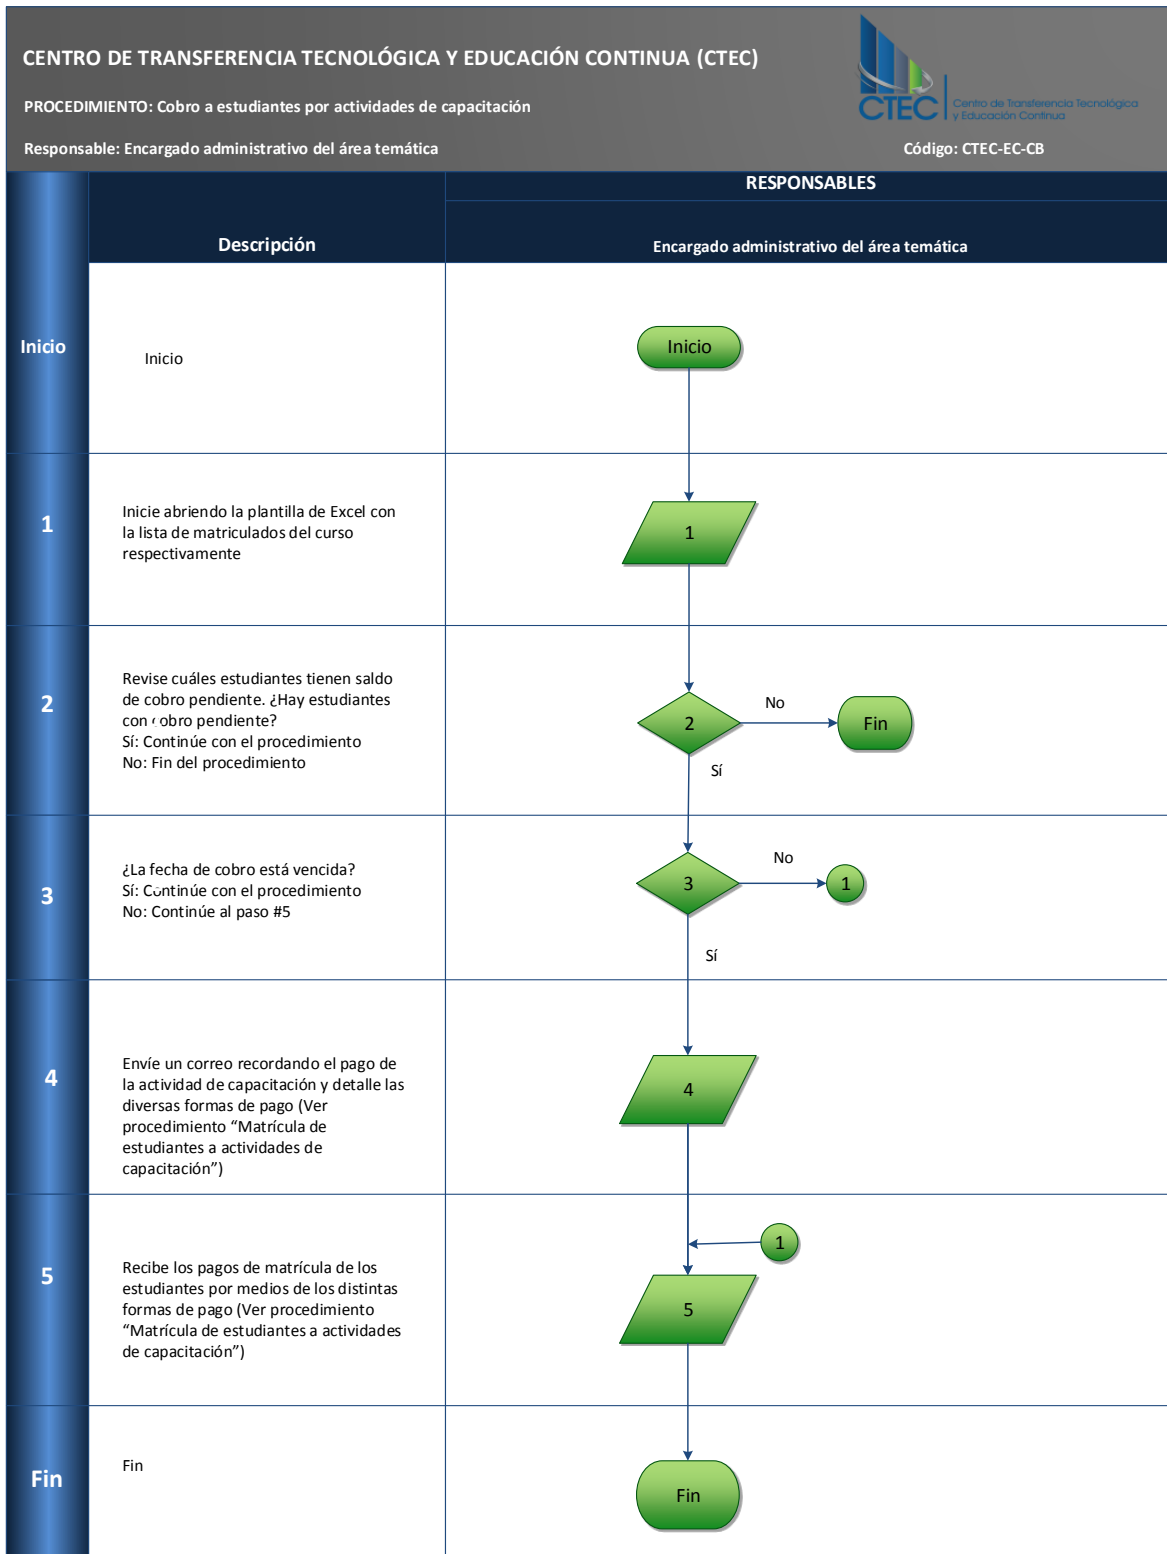 CENTRO DE TRANSFERENCIA TECNOLÓGICA Y EDUCACIÓN CONTINUA (CTEC)
PROCEDIMIENTO: Cobro a estudiantes por actividades de capacitación
Responsable: Encargado administrativo del área temática
CTEC
Centro de Transferencia Tecnológica
y Educación Continua
Código: CTEC-EC-CB
RESPONSABLES
Descripción
Encargado administrativo del área temática
Inicio
Inicio
Inicio
1
Inicie abriendo la plantilla de Excel con
la lista de matriculados del curso
respectivamente
1
2
Revise cuáles estudiantes tienen saldo
de cobro pendiente. ¿Hay estudiantes
con cobro pendiente?
Sí: Continúe con el procedimiento
No: Fin del procedimiento
2
No
Fin
Sí
3
¿La fecha de cobro está vencida?
Sí: Continúe con el procedimiento
No: Continúe al paso #5
3
No
1
Sí
4
Envíe un correo recordando el pago de
la actividad de capacitación y detalle las
diversas formas de pago (Ver
procedimiento “Matrícula de
estudiantes a actividades de
capacitación”)
4
5
Recibe los pagos de matrícula de los
estudiantes por medios de los distintas
formas de pago (Ver procedimiento
“Matrícula de estudiantes a actividades
de capacitación”)
1
5
Fin
Fin
Fin